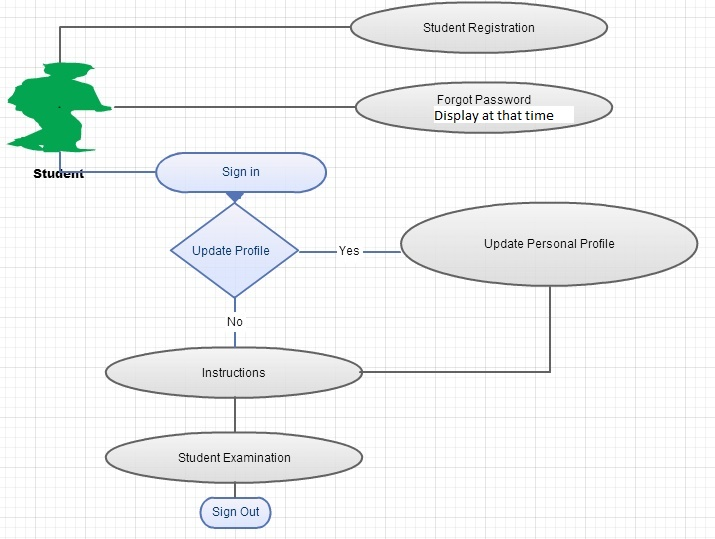 Student Registration
Forgot Password
Display at that time
Student
Sign in
Update Profile
Yes
Update Personal Profile
No
Instructions
Student Examination
Sign Out